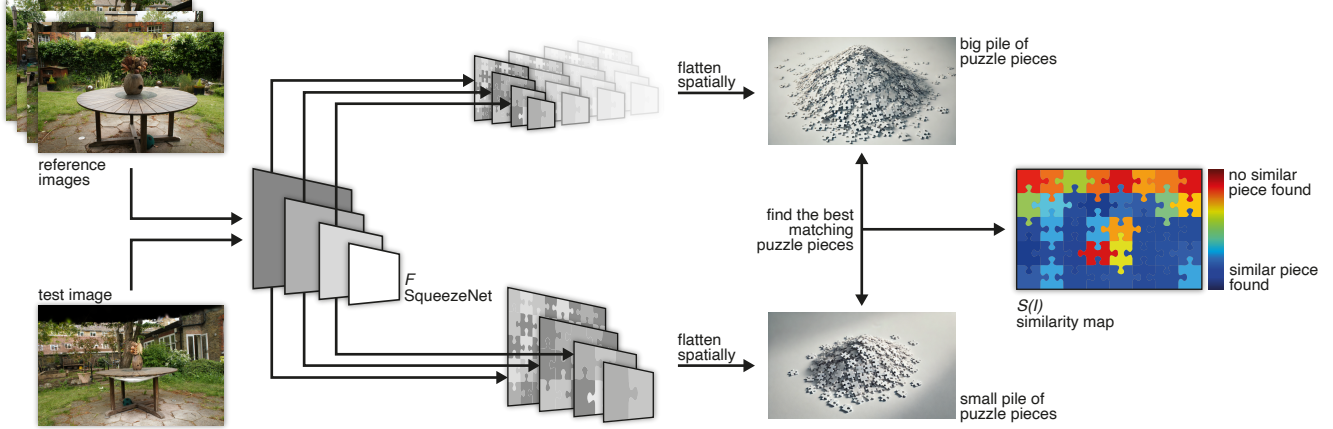 reference
images
test image
F
SqueezeNet
flatten
spatially
flatten
spatially
big pile of
puzzle pieces
find the best
matching
puzzle pieces
small pile of
puzzle pieces
no similar
piece found
similar piece
found
S(I)
similarity map